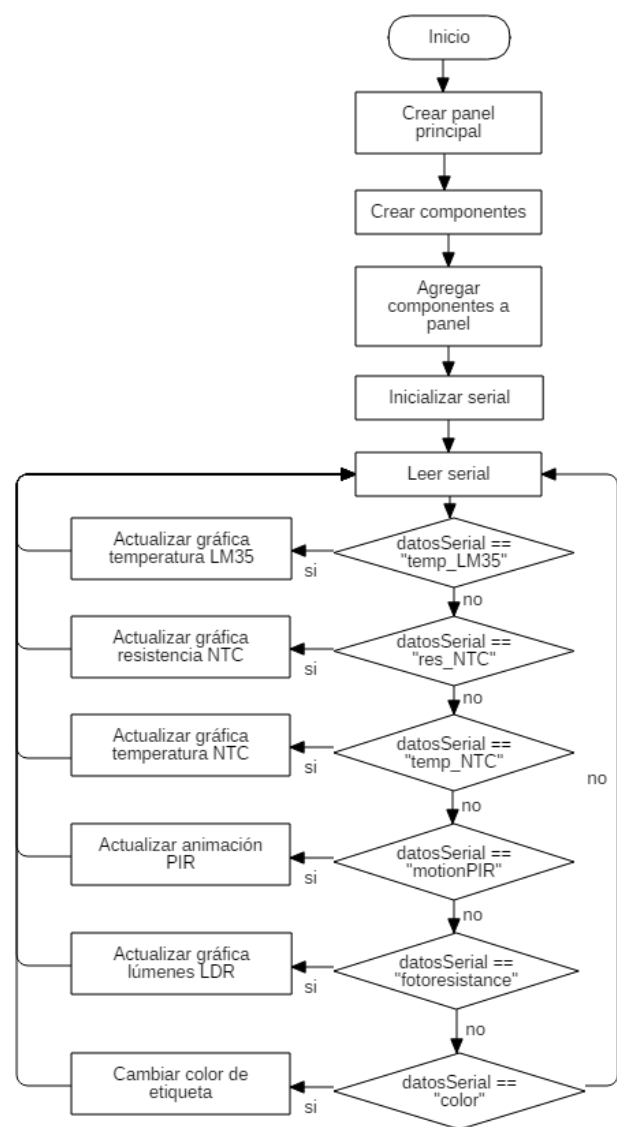 Inicio
Crear panel
principal
Crear componentes
Agregar
componentes a
panel
Inicializar serial
Leer serial
Actualizar gráfica
temperatura LM35
si
datosSerial ==
"temp_LM35"
no
Actualizar gráfica
resistencia NTC
si
datosSerial ==
"res_NTC"
no
Actualizar gráfica
temperatura NTC
si
datosSerial ==
"temp_NTC"
no
no
Actualizar animación
PIR
si
datosSerial ==
"motionPIR"
no
Actualizar gráfica
lúmenes LDR
si
datosSerial ==
"fotoresistance"
no
Cambiar color de
etiqueta
si
datosSerial ==
"color"